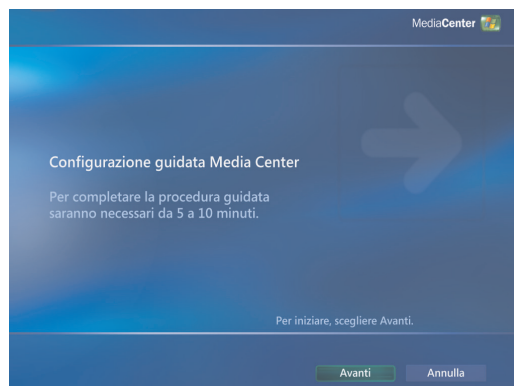 MediaCenter
Configurazione guidata Media Center
Per completare la procedura guidata
saranno necessari da 5 a 10 minuti.
Per iniziare, scegliere Avanti.
Avanti Annulla